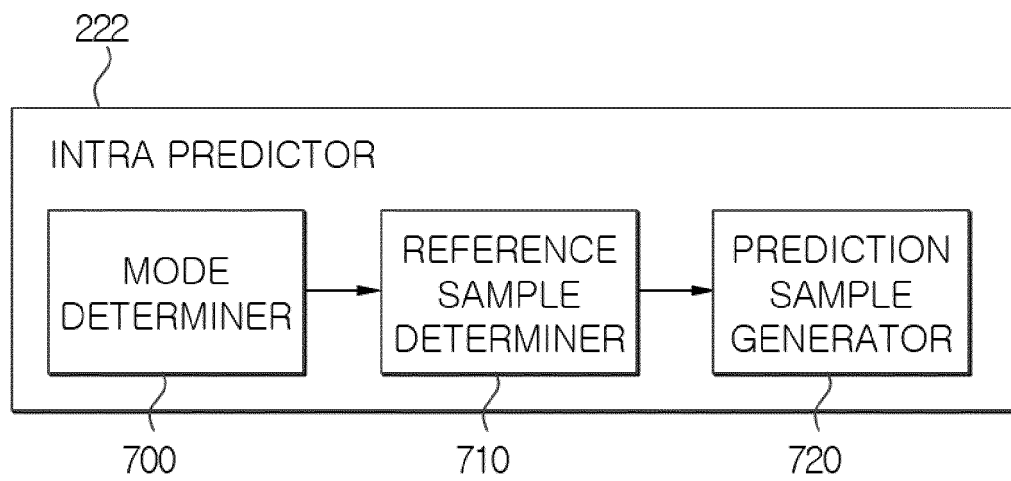 222
INTRA PREDICTOR
MODE
DETERMINER
REFERENCE
SAMPLE
DETERMINER
PREDICTION
SAMPLE
GENERATOR
700
710
720